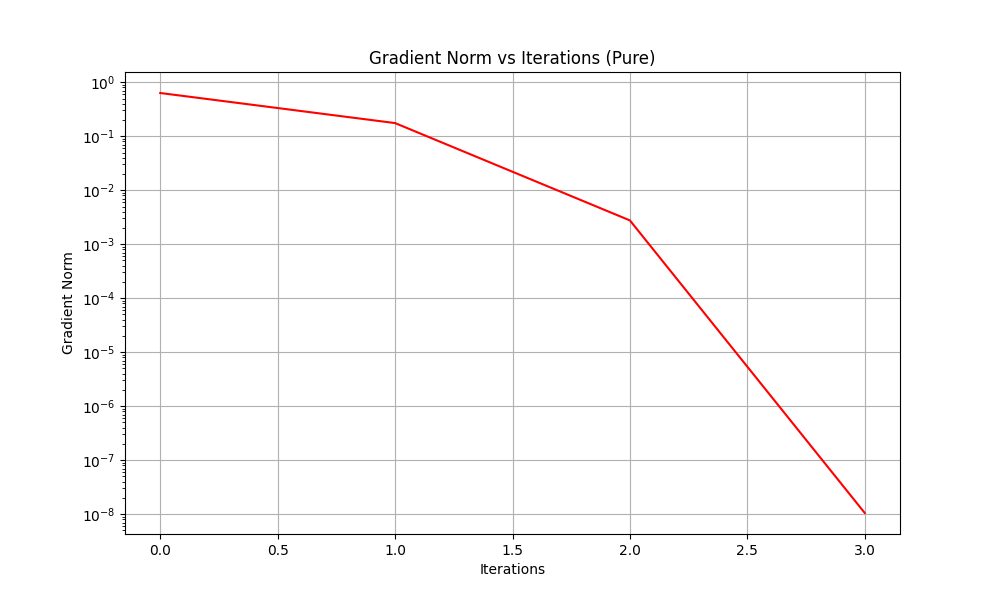 Gradient Norm vs Iterations (Pure)
Gradient Norm
10⁰
10⁻¹
10⁻²
10⁻³
10⁻⁴
10⁻⁵
10⁻⁶
10⁻⁷
10⁻⁸
0.0 0.5 1.0 1.5 2.0 2.5 3.0
Iterations